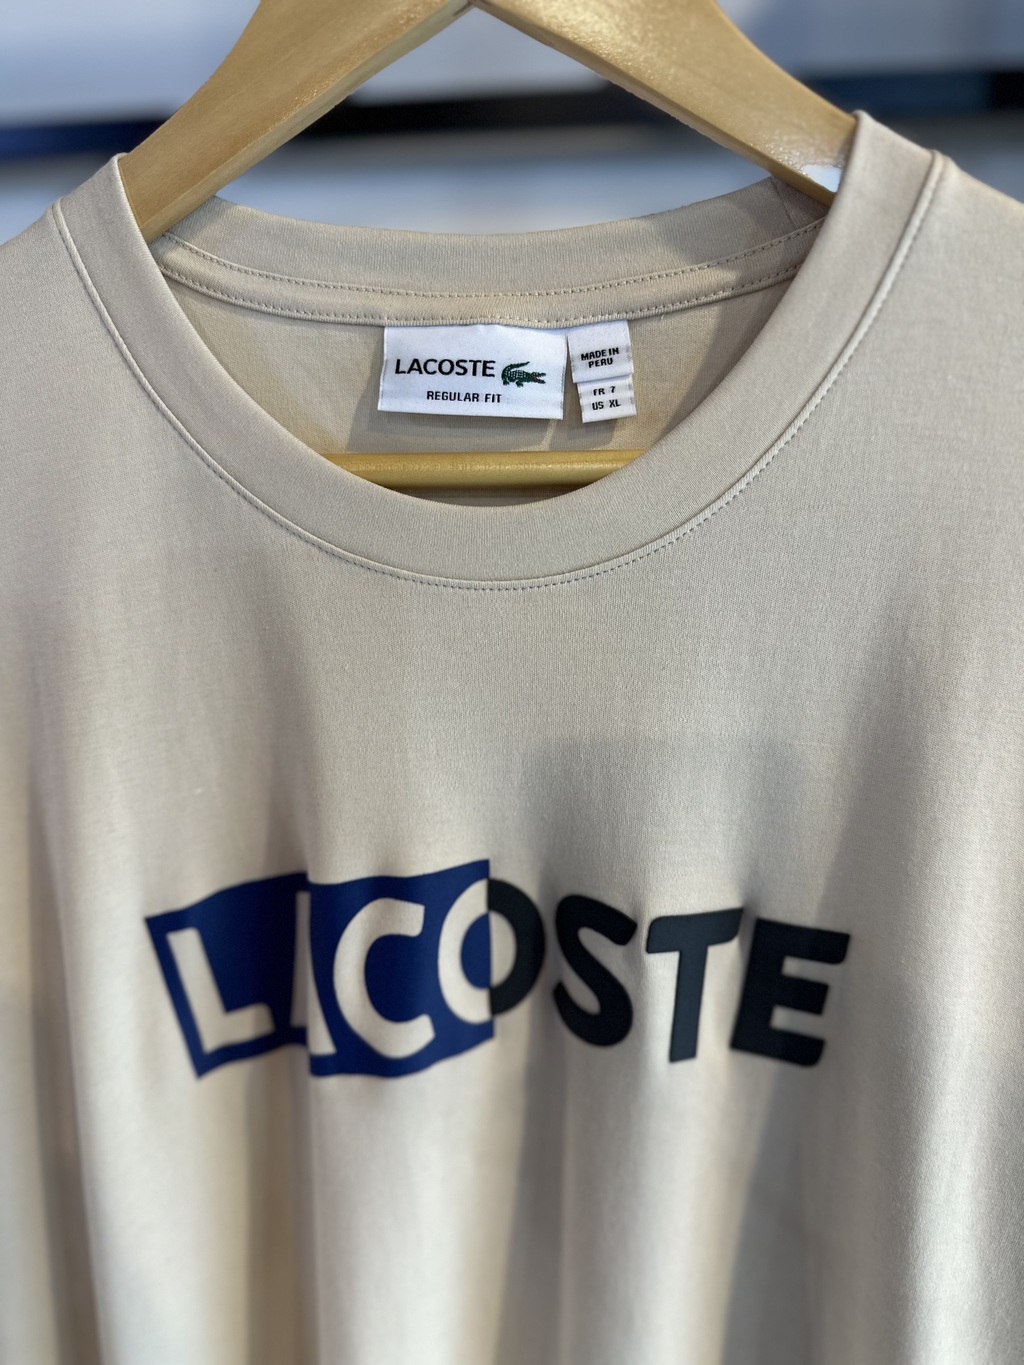 LACOSTE
REGULAR FIT
MADE IN
PERU
FR 7
US XL
LACOSTE